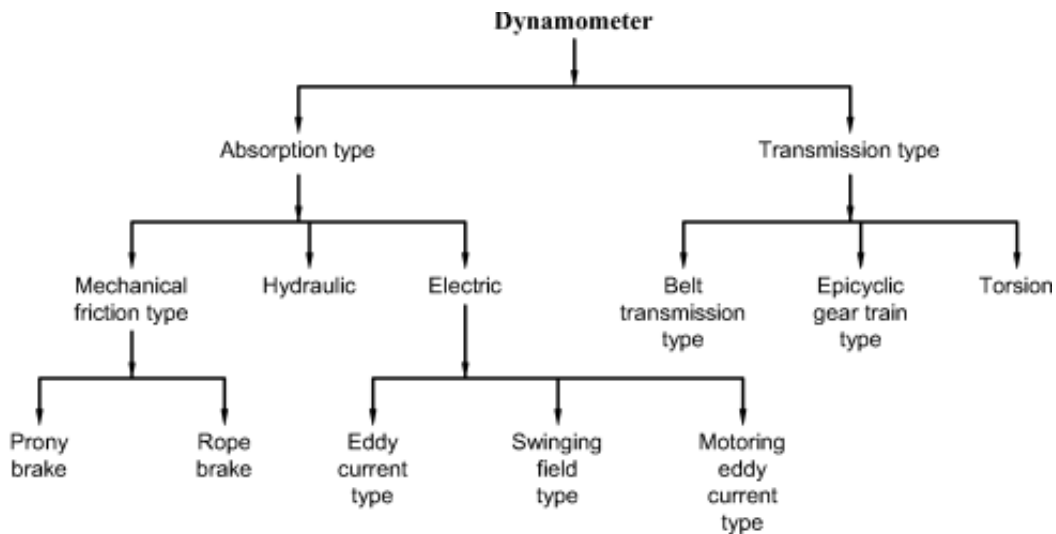 Dynamometer
Absorption type
Transmission type
Mechanical
friction type
Hydraulic
Electric
Belt
transmission
type
Epicyclic
gear train
type
Torsion
Prony
brake
Rope
brake
Eddy
current
type
Swinging
field
type
Motoring
eddy
current
type